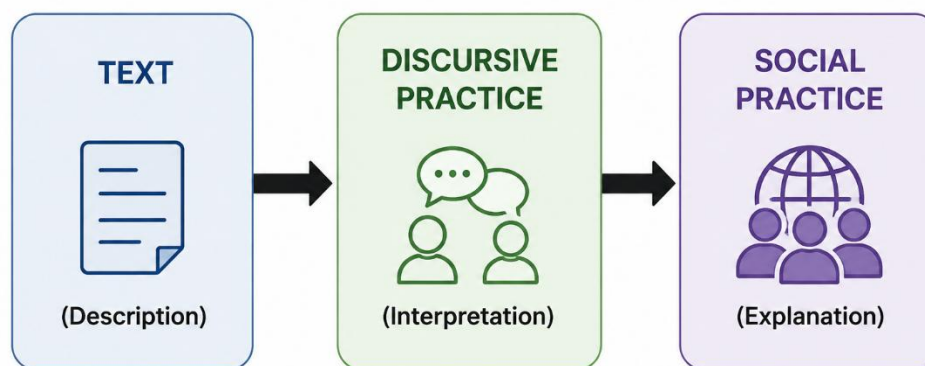 TEXT
(Description)
DISCURSIVE
PRACTICE
(Interpretation)
SOCIAL
PRACTICE
(Explanation)